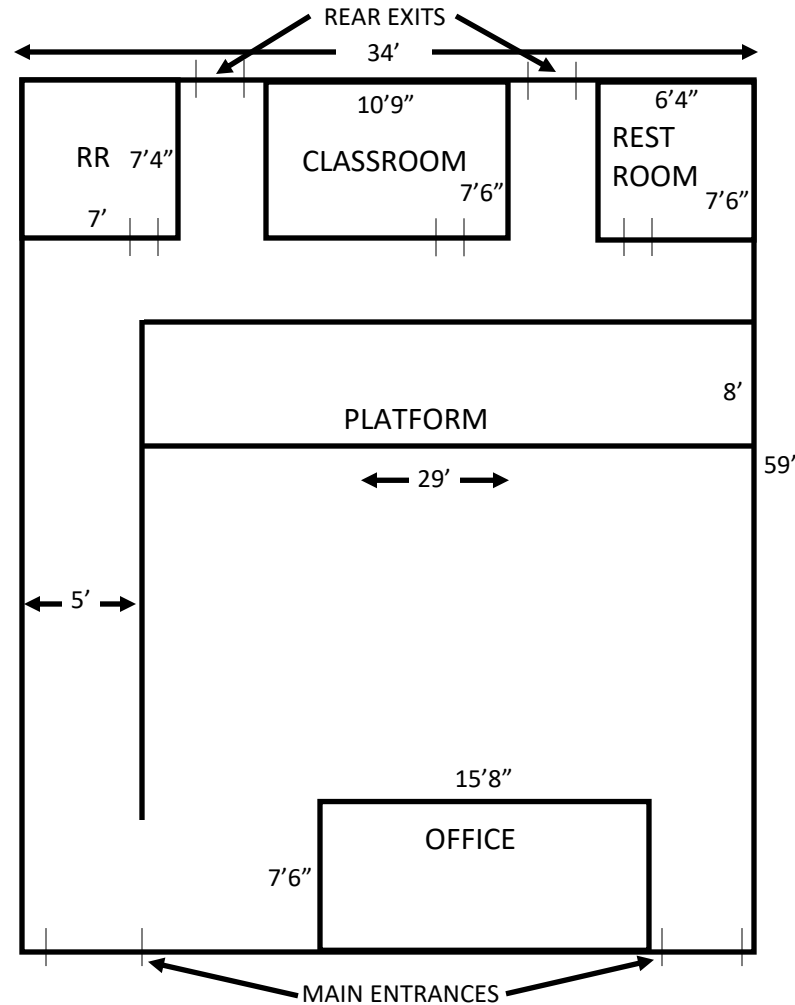 REAR EXITS
34’
10’9”
6’4”
RR
7’4”
CLASSROOM
REST
ROOM
7’6”
7’6”
7’
8’
PLATFORM
59’
29’
5’
15’8”
OFFICE
7’6”
MAIN ENTRANCES